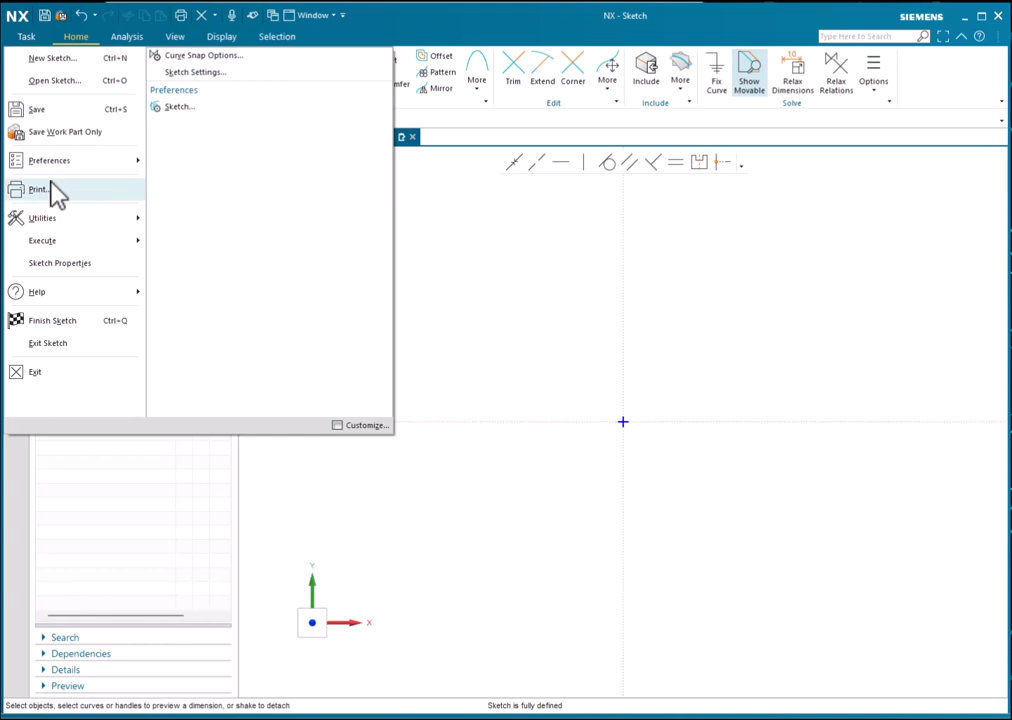 NX
Window
NX - Sketch
SIEMENS
Task
Home
Analysis
View
Display
Selection
Type Here to Search
New Sketch...
Ctrl+N
Open Sketch...
Ctrl+O
Save
Ctrl+S
Save Work Part Only
Preferences
Print...
Utilities
Execute
Sketch Properties
Help
Finish Sketch
Ctrl+Q
Exit Sketch
Exit
Curve Snap Options...
Sketch Settings...
Preferences
Sketch...
Customize...
Offset
Pattern
Mirror
More
Trim
Extend
Corner
More
Edit
Include
More
Include
Fix
Curve
Show
Movable
1.0
Relax
Dimensions
Relax
Relations
Options
Solve
Y
X
Search
Dependencies
Details
Preview
Select objects, select curves or handles to preview a dimension, or shake to detach
Sketch is fully defined